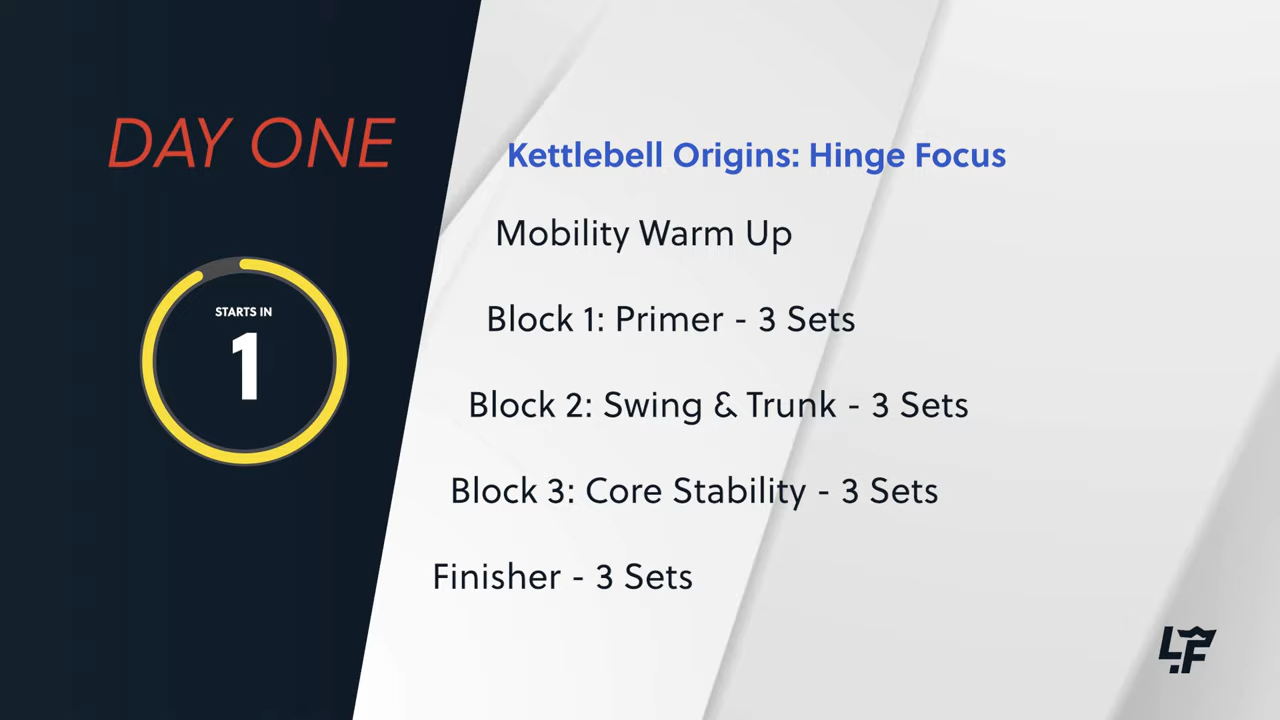 DAY ONE
STARTS IN
1
Kettlebell Origins: Hinge Focus
Mobility Warm Up
Block 1: Primer - 3 Sets
Block 2: Swing & Trunk - 3 Sets
Block 3: Core Stability - 3 Sets
Finisher - 3 Sets
LF